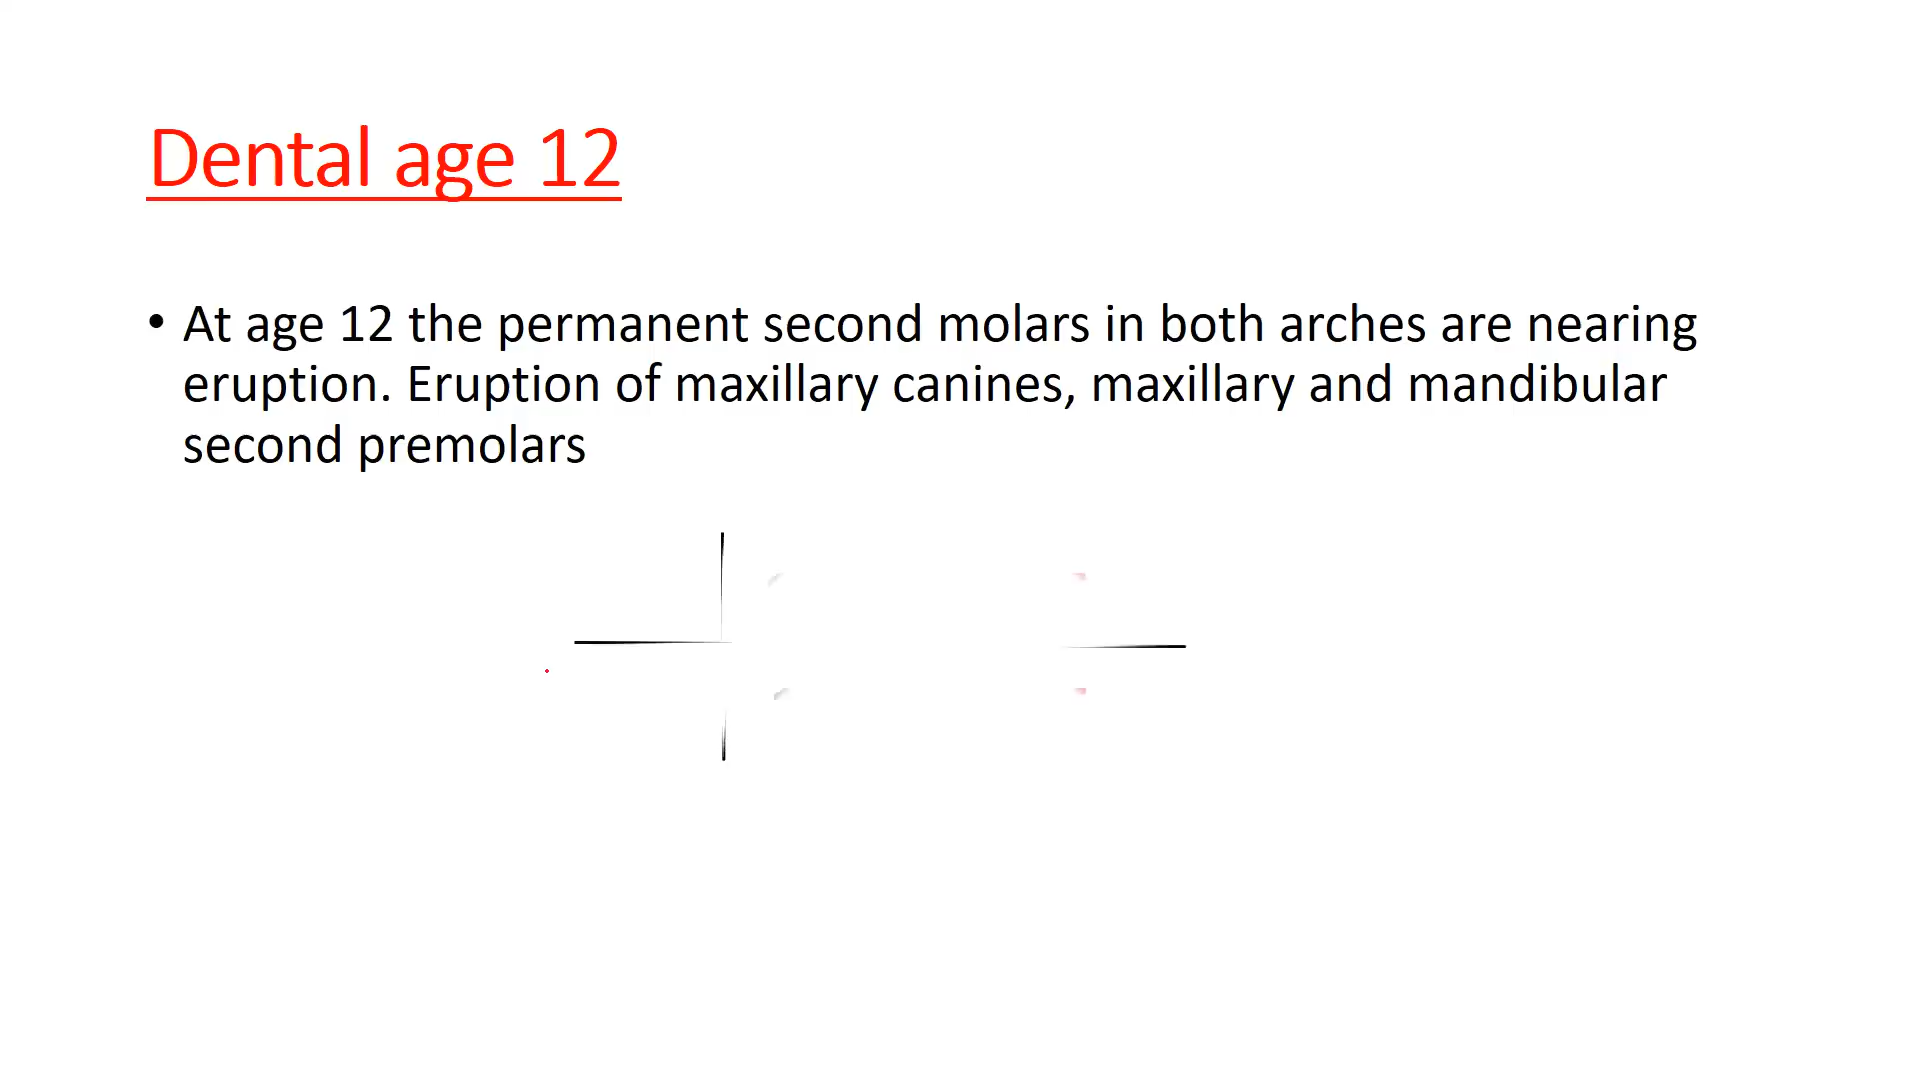 Dental age 12
• At age 12 the permanent second molars in both arches are nearing
eruption. Eruption of maxillary canines, maxillary and mandibular
second premolars